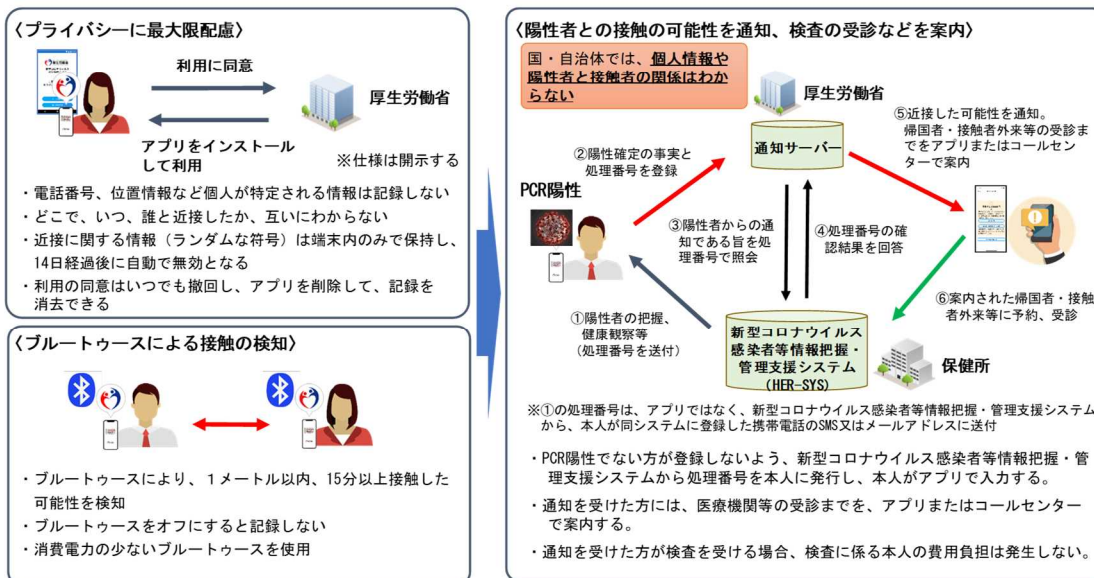 〈プライバシーに最大限配慮〉
利用に同意
厚生労働省
アプリをインストール
して利用
※仕様は開示する
・電話番号、位置情報など個人が特定される情報は記録しない
・どこで、いつ、誰と近接したか、互いにわからない
・近接に関する情報（ランダムな符号）は端末内のみで保持し、
14日経過後に自動で無効となる
・利用の同意はいつでも撤回し、アプリを削除して、記録を
消去できる
〈ブルートゥースによる接触の検知〉
・ブルートゥースにより、１メートル以内、15分以上接触した
可能性を検知
・ブルートゥースをオフにすると記録しない
・消費電力の少ないブルートゥースを使用
〈陽性者との接触の可能性を通知、検査の受診などを案内〉
国・自治体では、個人情報や
陽性者と接触者の関係はわか
らない
厚生労働省
通知サーバー
②陽性確定の事実と
処理番号を登録
⑤近接した可能性を通知。
帰国者・接触者外来等の受診ま
でをアプリまたはコールセン
ターで案内
PCR陽性
③陽性者からの通
知である旨を処
理番号で照会
④処理番号の確
認結果を回答
①陽性者の把握、
健康観察等
（処理番号を送付）
新型コロナウイルス
感染者等情報把握・
管理支援システム
(HER-SYS)
⑥案内された帰国者・接触
者外来等に予約、受診
保健所
※①の処理番号は、アプリではなく、新型コロナウイルス感染者等情報把握・管理支援システム
から、本人が同システムに登録した携帯電話のSMS又はメールアドレスに送付
・PCR陽性でない方が登録しないよう、新型コロナウイルス感染者等情報把握・管
理支援システムから処理番号を本人に発行し、本人がアプリで入力する。
・通知を受けた方には、医療機関等の受診までを、アプリまたはコールセンター
で案内する。
・通知を受けた方が検査を受ける場合、検査に係る本人の費用負担は発生しない。